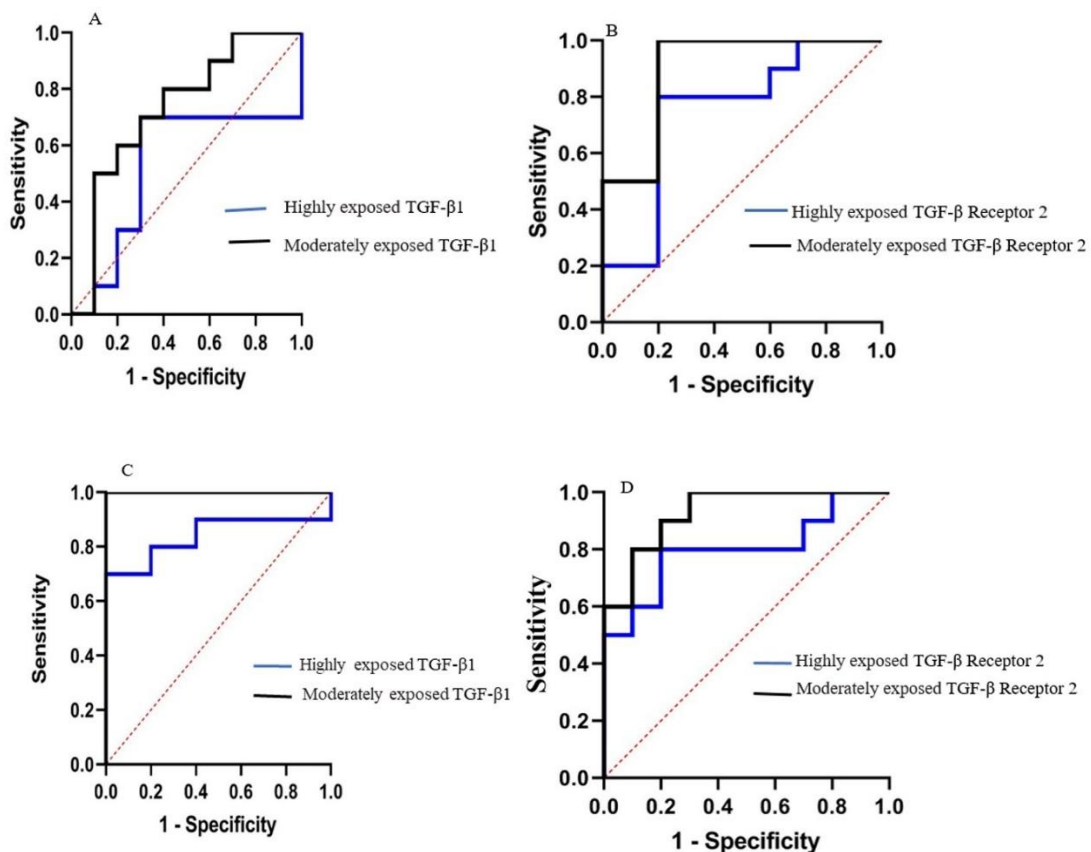 A
1.0
0.8
0.6
0.4
0.2
0.0
Sensitivity
0.0 0.2 0.4 0.6 0.8 1.0
1 - Specificity
Highly exposed TGF-β1
Moderately exposed TGF-β1
B
1.0
0.8
0.6
0.4
0.2
0.0
Sensitivity
0.0 0.2 0.4 0.6 0.8 1.0
1 - Specificity
Highly exposed TGF-β Receptor 2
Moderately exposed TGF-β Receptor 2
C
1.0
0.8
0.6
0.4
0.2
0.0
Sensitivity
0.0 0.2 0.4 0.6 0.8 1.0
1 - Specificity
Highly exposed TGF-β1
Moderately exposed TGF-β1
D
1.0
0.8
0.6
0.4
0.2
0.0
Sensitivity
0.0 0.2 0.4 0.6 0.8 1.0
1 - Specificity
Highly exposed TGF-β Receptor 2
Moderately exposed TGF-β Receptor 2